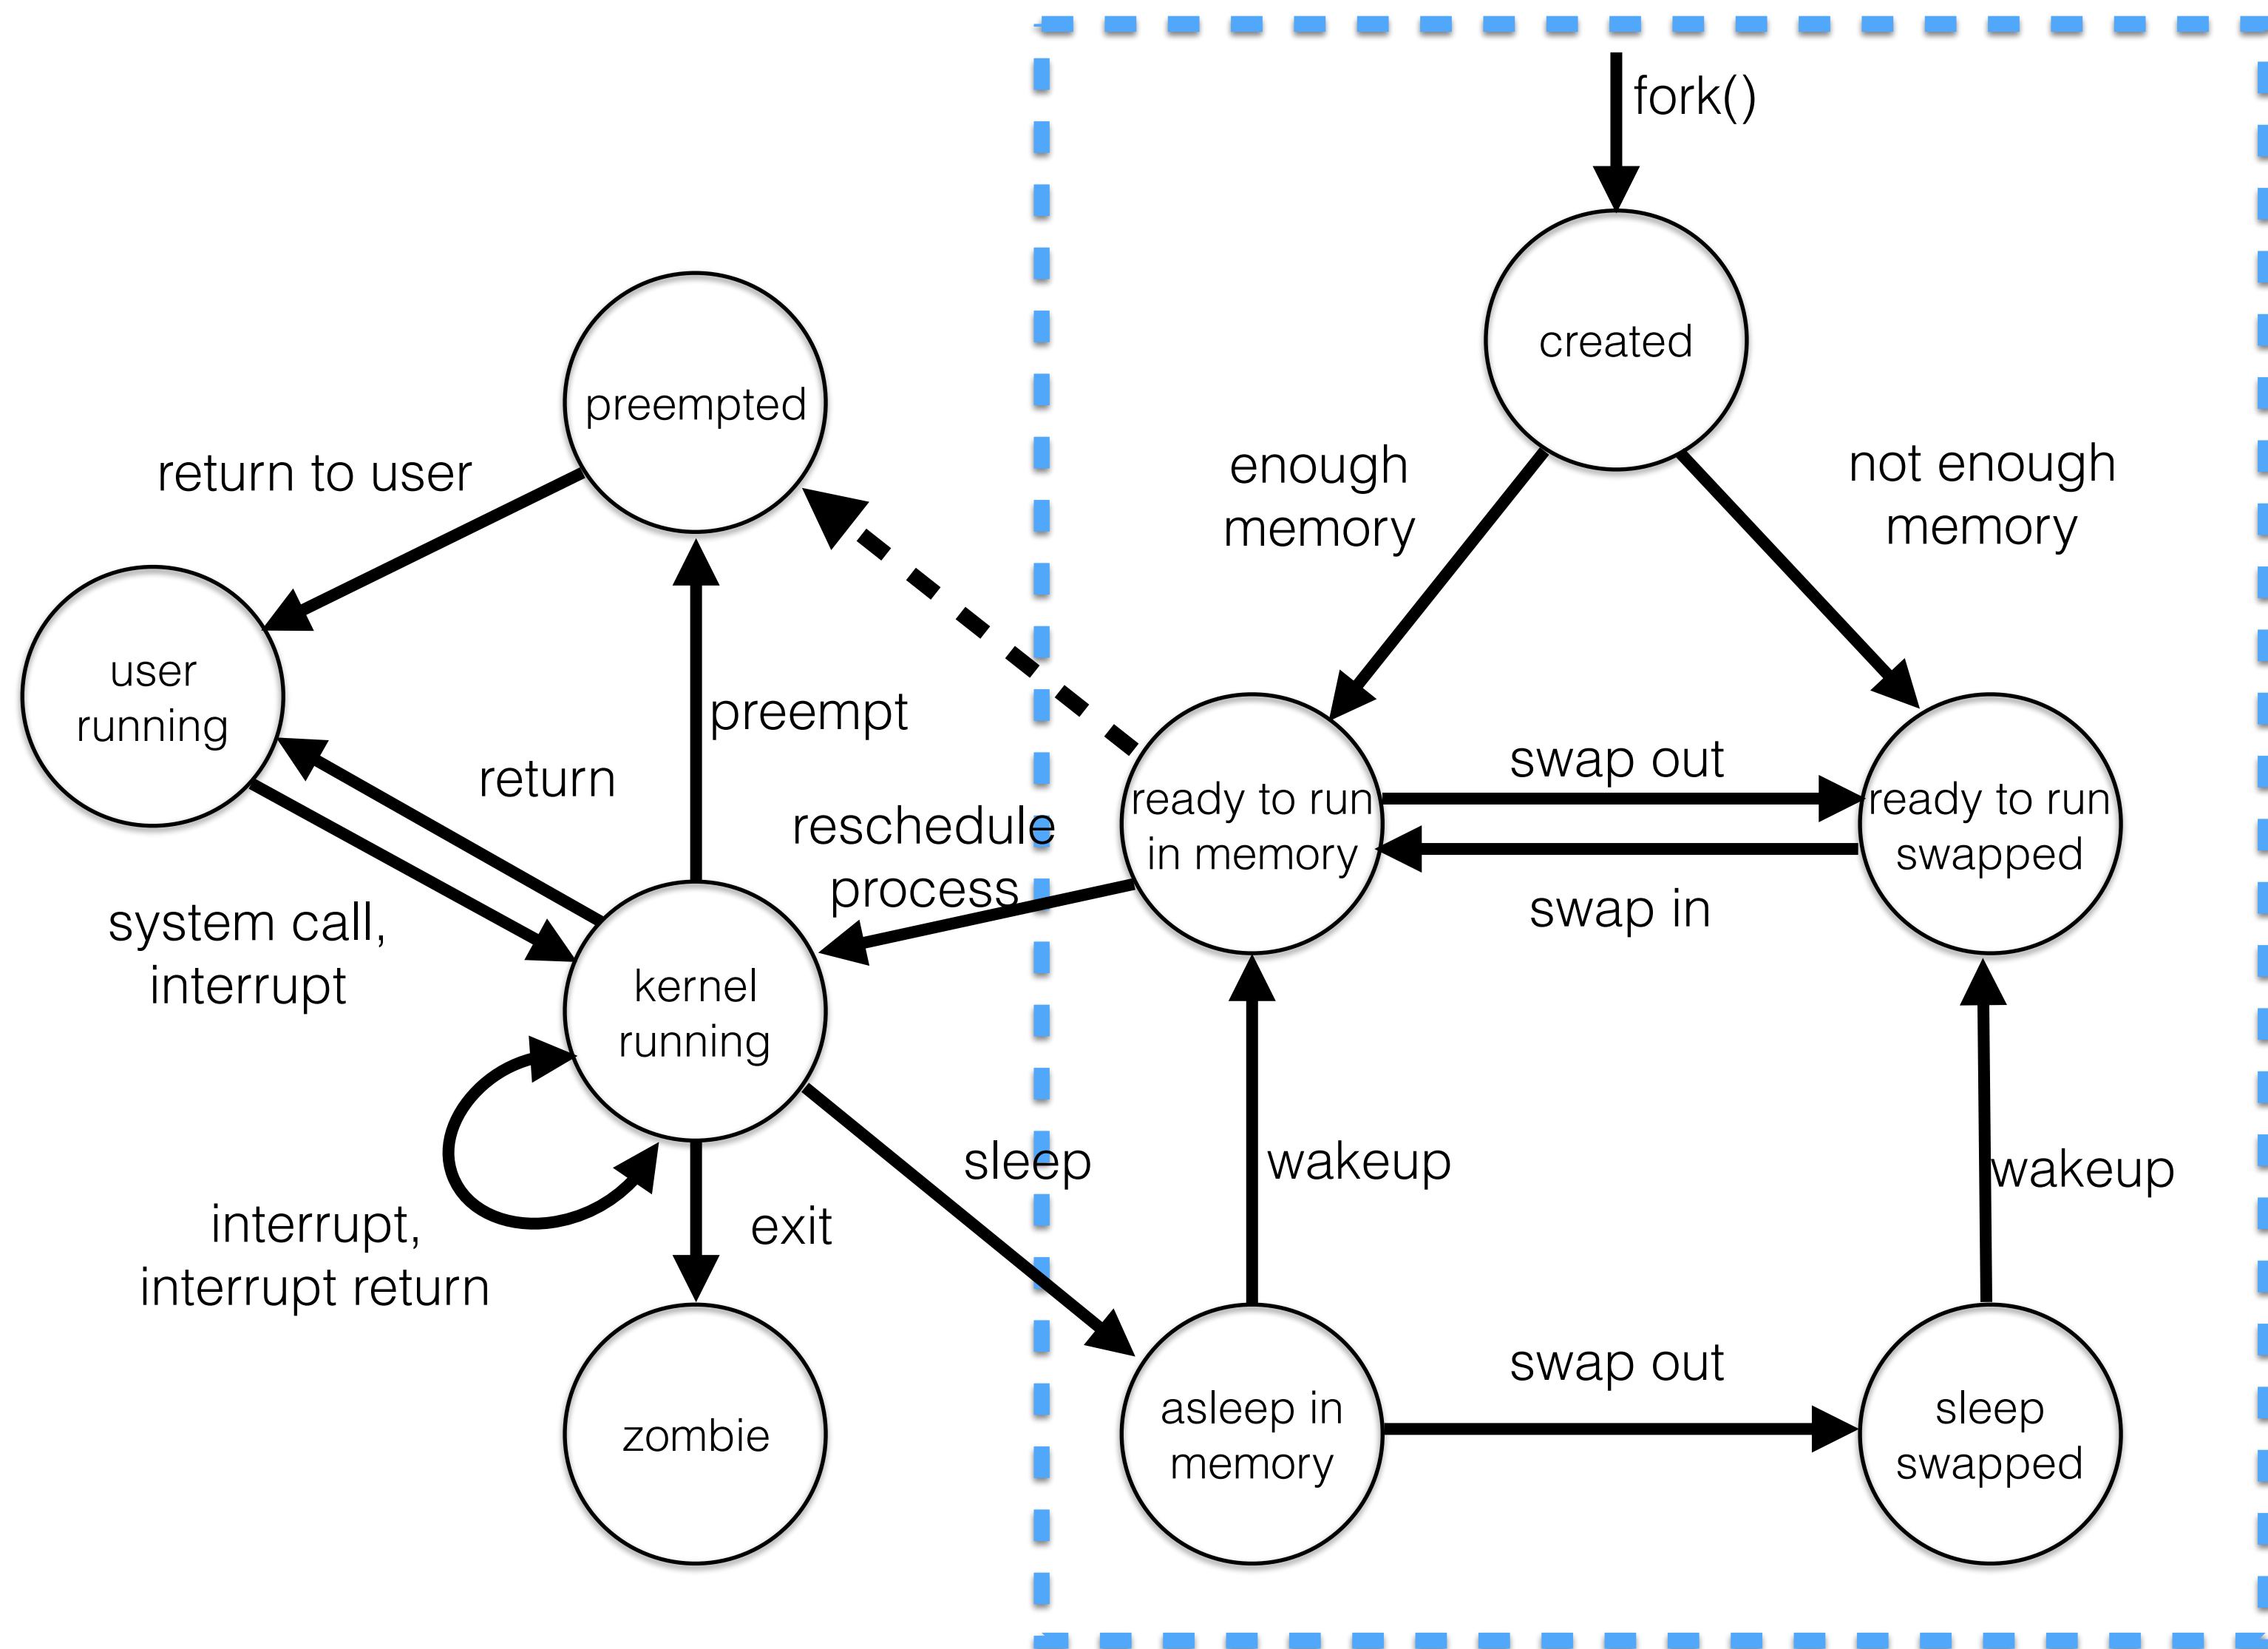 fork()
created
preempted
enough
memory
not enough
memory
return to user
user
running
preempt
return
swap out
ready to run
in memory
ready to run
swapped
reschedule
process
swap in
system call,
interrupt
kernel
running
sleep
wakeup
wakeup
interrupt,
interrupt return
exit
swap out
zombie
asleep in
memory
sleep
swapped